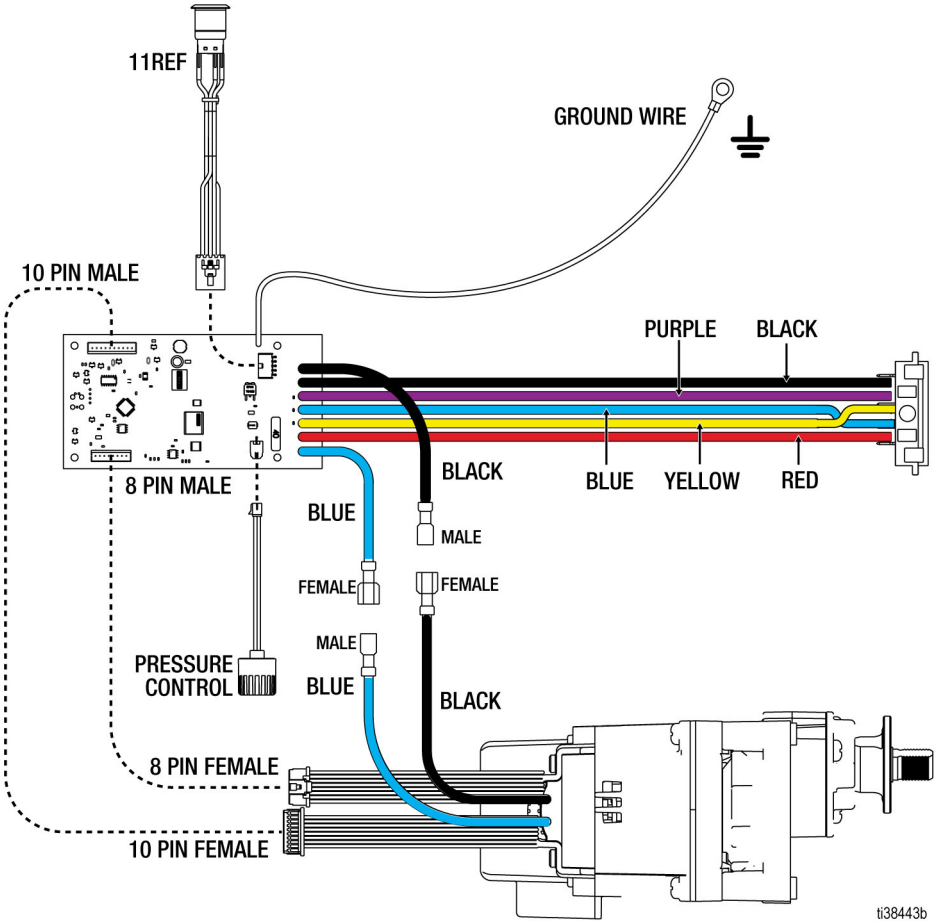 11REF
GROUND WIRE
10 PIN MALE
PURPLE
BLACK
8 PIN MALE
BLACK
BLUE
YELLOW
RED
BLUE
MALE
FEMALE
FEMALE
MALE
PRESSURE
CONTROL
BLUE
BLACK
8 PIN FEMALE
10 PIN FEMALE
ti38443b